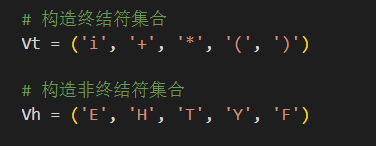 # 构造终结符集合
Vt = ('i', '+', '*', '(', ')')
# 构造非终结符集合
Vh = ('E', 'H', 'T', 'Y', 'F')